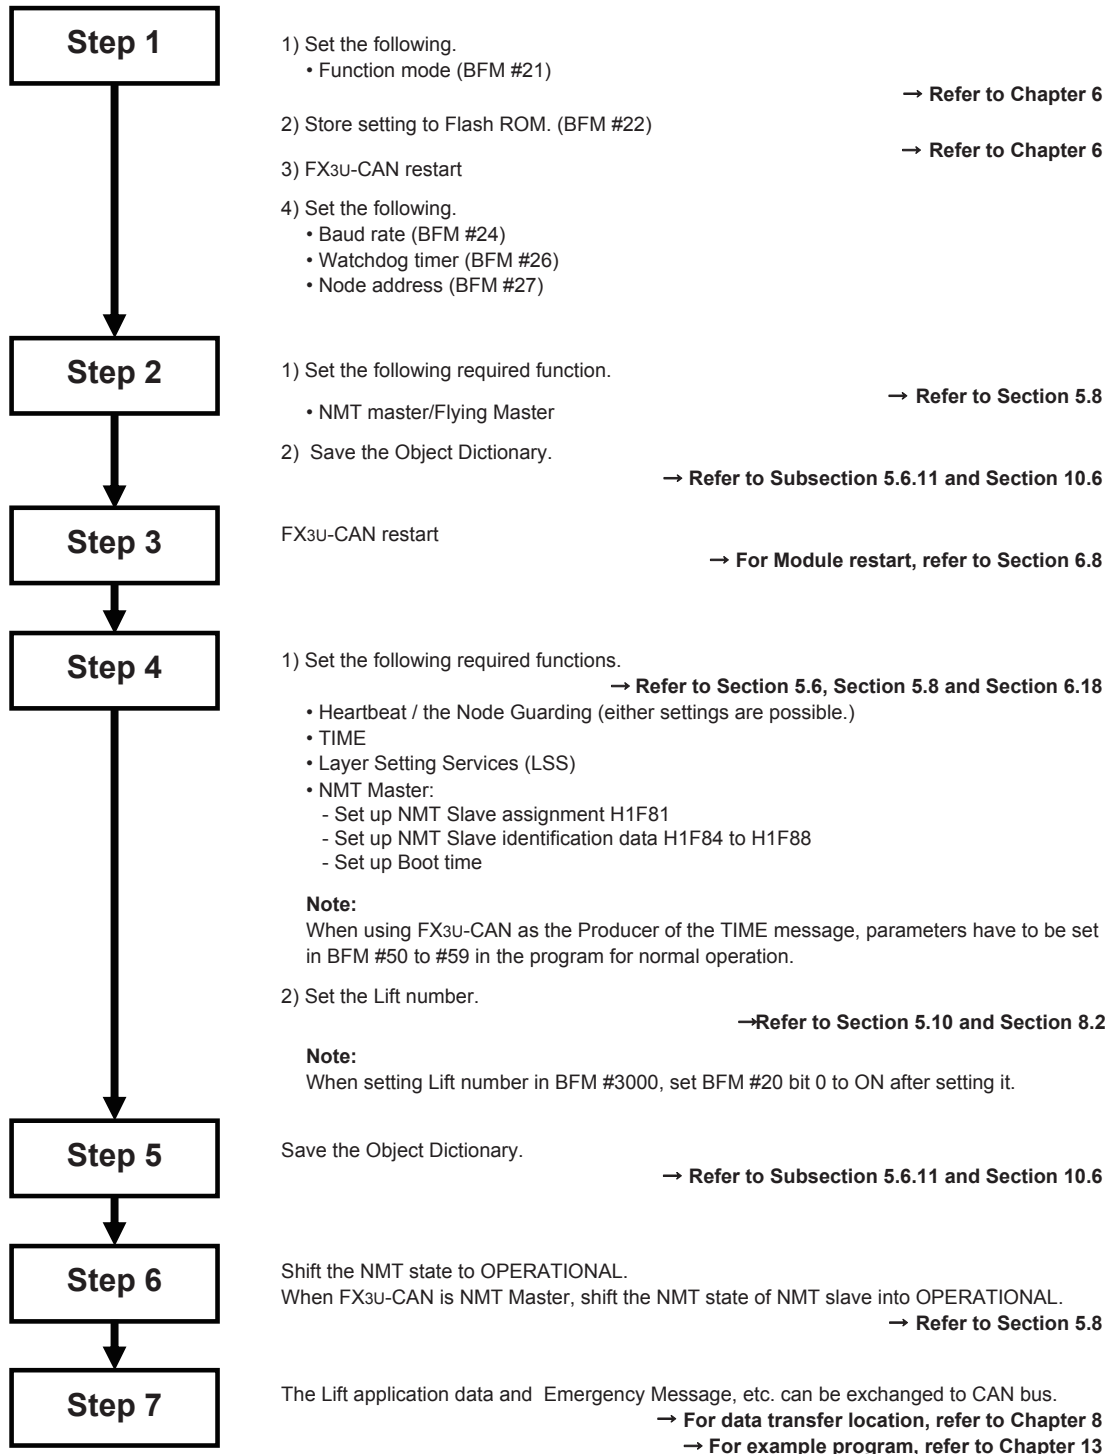 Step 1
1) Set the following.
• Function mode (BFM #21)
→ Refer to Chapter 6
2) Store setting to Flash ROM. (BFM #22)
→ Refer to Chapter 6
3) FX3U-CAN restart
4) Set the following.
• Baud rate (BFM #24)
• Watchdog timer (BFM #26)
• Node address (BFM #27)
Step 2
1) Set the following required function.
→ Refer to Section 5.8
• NMT master/Flying Master
2) Save the Object Dictionary.
→ Refer to Subsection 5.6.11 and Section 10.6
Step 3
FX3U-CAN restart
→ For Module restart, refer to Section 6.8
Step 4
1) Set the following required functions.
→ Refer to Section 5.6, Section 5.8 and Section 6.18
• Heartbeat / the Node Guarding (either settings are possible.)
• TIME
• Layer Setting Services (LSS)
• NMT Master:
- Set up NMT Slave assignment H1F81
- Set up NMT Slave identification data H1F84 to H1F88
- Set up Boot time
Note:
When using FX3U-CAN as the Producer of the TIME message, parameters have to be set
in BFM #50 to #59 in the program for normal operation.
2) Set the Lift number.
→Refer to Section 5.10 and Section 8.2
Note:
When setting Lift number in BFM #3000, set BFM #20 bit 0 to ON after setting it.
Step 5
Save the Object Dictionary.
→ Refer to Subsection 5.6.11 and Section 10.6
Step 6
Shift the NMT state to OPERATIONAL.
When FX3U-CAN is NMT Master, shift the NMT state of NMT slave into OPERATIONAL.
→ Refer to Section 5.8
Step 7
The Lift application data and Emergency Message, etc. can be exchanged to CAN bus.
→ For data transfer location, refer to Chapter 8
→ For example program, refer to Chapter 13